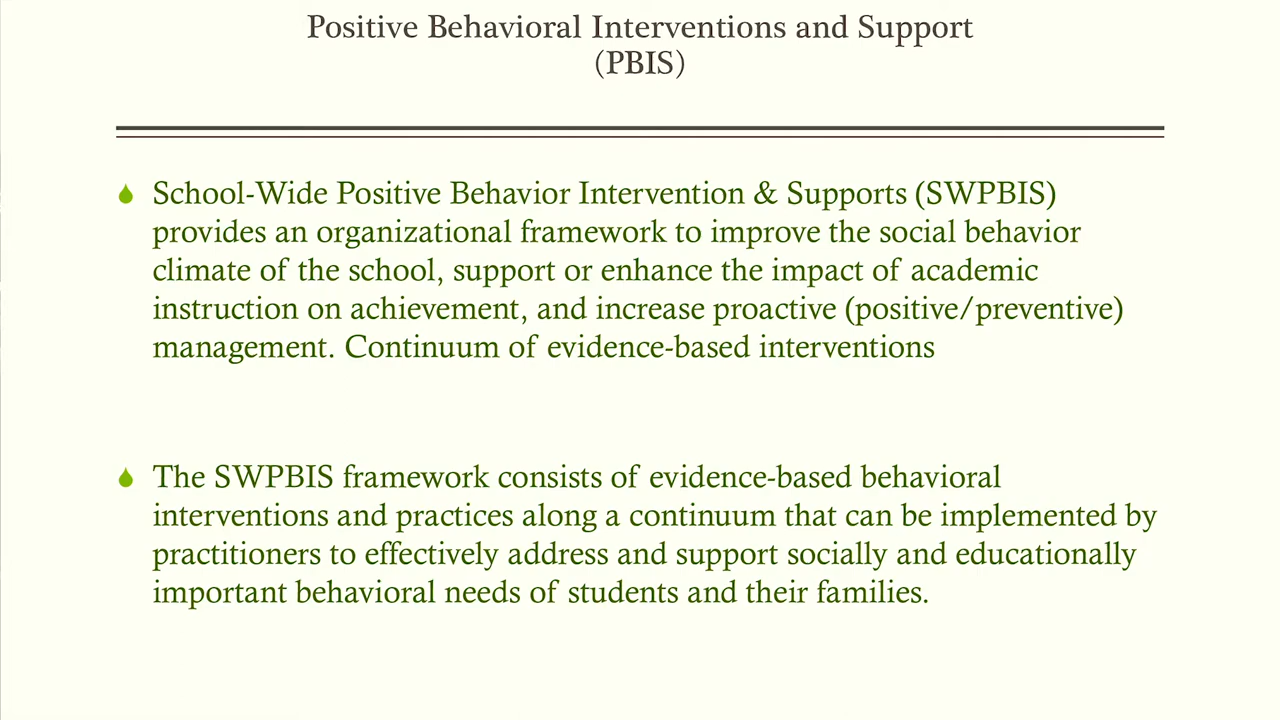 Positive Behavioral Interventions and Support
(PBIS)
School-Wide Positive Behavior Intervention & Supports (SWPBIS)
provides an organizational framework to improve the social behavior
climate of the school, support or enhance the impact of academic
instruction on achievement, and increase proactive (positive/preventive)
management. Continuum of evidence-based interventions
The SWPBIS framework consists of evidence-based behavioral
interventions and practices along a continuum that can be implemented by
practitioners to effectively address and support socially and educationally
important behavioral needs of students and their families.